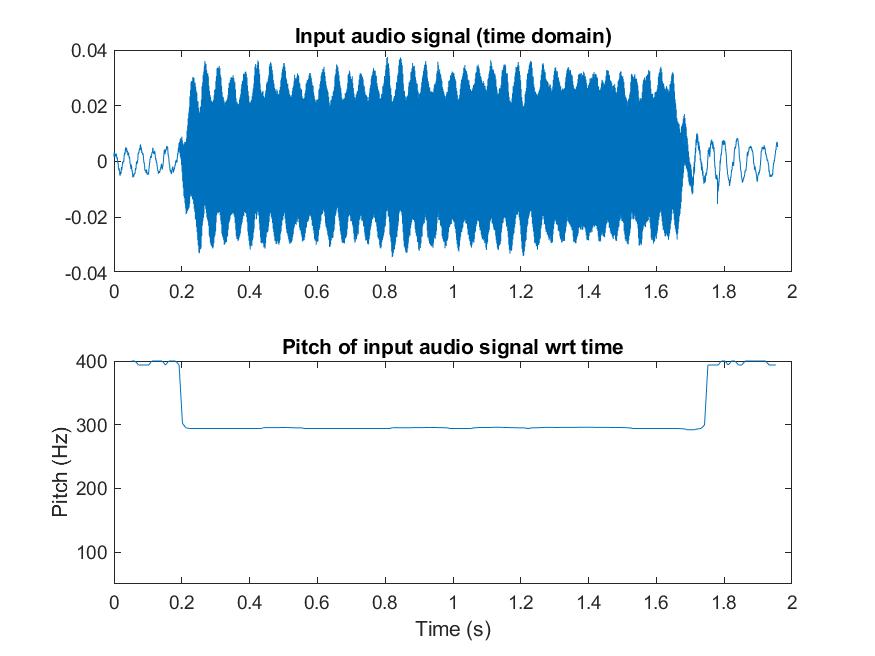 Input audio signal (time domain)
0.04
0.02
0
-0.02
-0.04
0 0.2 0.4 0.6 0.8 1 1.2 1.4 1.6 1.8 2
Pitch of input audio signal wrt time
400
300
200
100
Pitch (Hz)
0 0.2 0.4 0.6 0.8 1 1.2 1.4 1.6 1.8 2
Time (s)